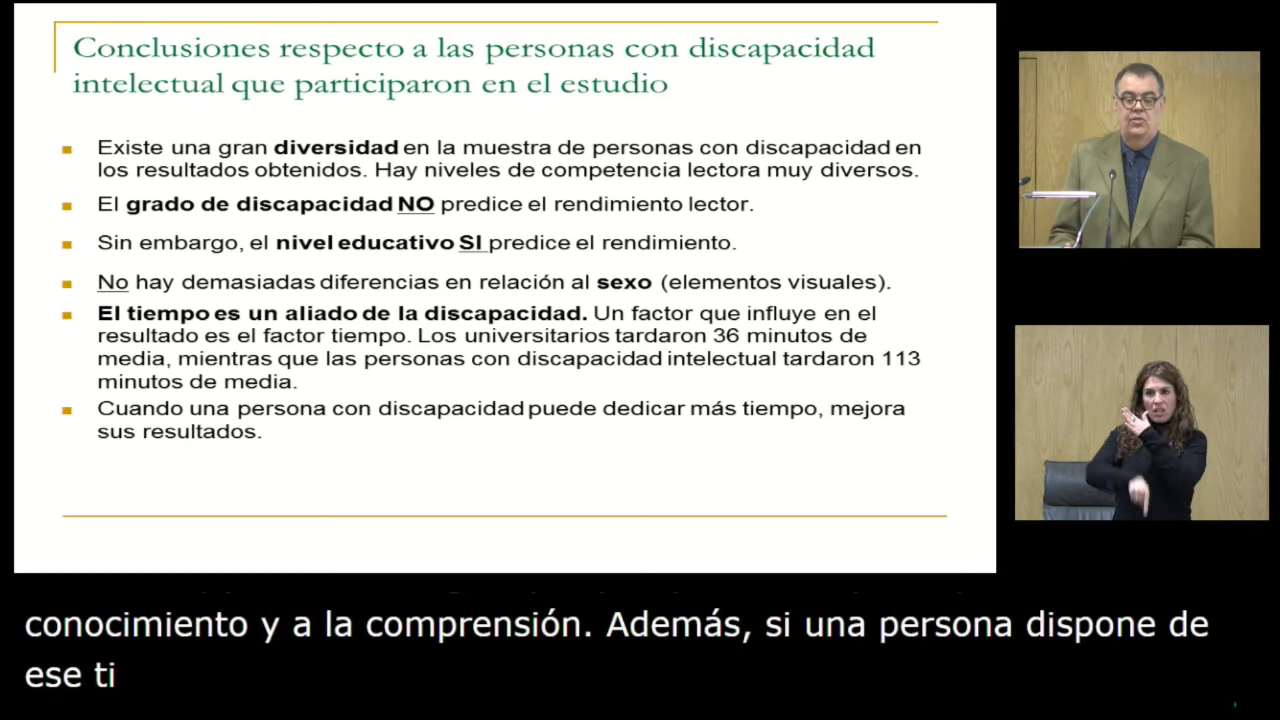 Conclusiones respecto a las personas con discapacidad
intelectual que participaron en el estudio
Existe una gran diversidad en la muestra de personas con discapacidad en
los resultados obtenidos. Hay niveles de competencia lectora muy diversos.
El grado de discapacidad NO predice el rendimiento lector.
Sin embargo, el nivel educativo SI predice el rendimiento.
No hay demasiadas diferencias en relación al sexo (elementos visuales).
El tiempo es un aliado de la discapacidad. Un factor que influye en el
resultado es el factor tiempo. Los universitarios tardaron 36 minutos de
media, mientras que las personas con discapacidad intelectual tardaron 113
minutos de media.
Cuando una persona con discapacidad puede dedicar más tiempo, mejora
sus resultados.
conocimiento y a la comprensión. Además, si una persona dispone de
ese ti